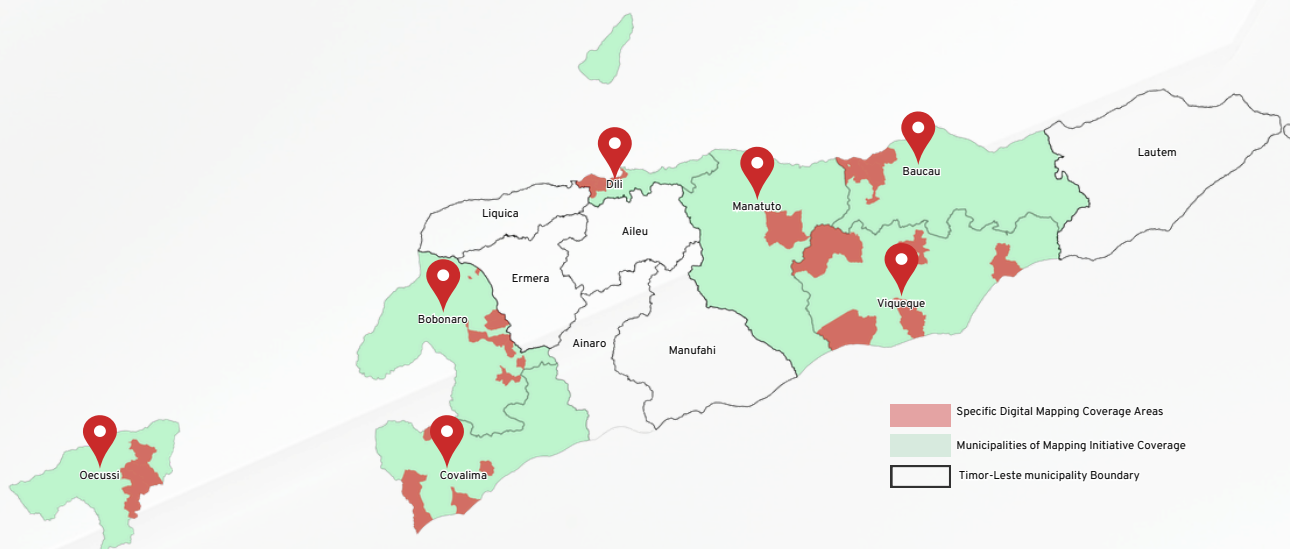 Dili
Baucau
Lautem
Manatuto
Liquica
Aileu
Ermera
Bobonaro
Viqueque
Ainaro
Manufahi
Oecussi
Covalima
Specific Digital Mapping Coverage Areas
Municipalities of Mapping Initiative Coverage
Timor-Leste municipality Boundary